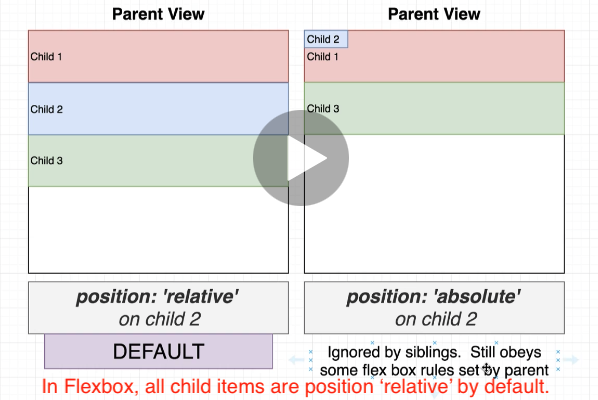 Parent View
Child 1
Child 2
Child 3
position: 'relative'
on child 2
DEFAULT
Parent View
Child 2
Child 1
Child 3
position: 'absolute'
on child 2
Ignored by siblings. Still obeys
some flex box rules set by parent
In Flexbox, all child items are position ‘relative’ by default.